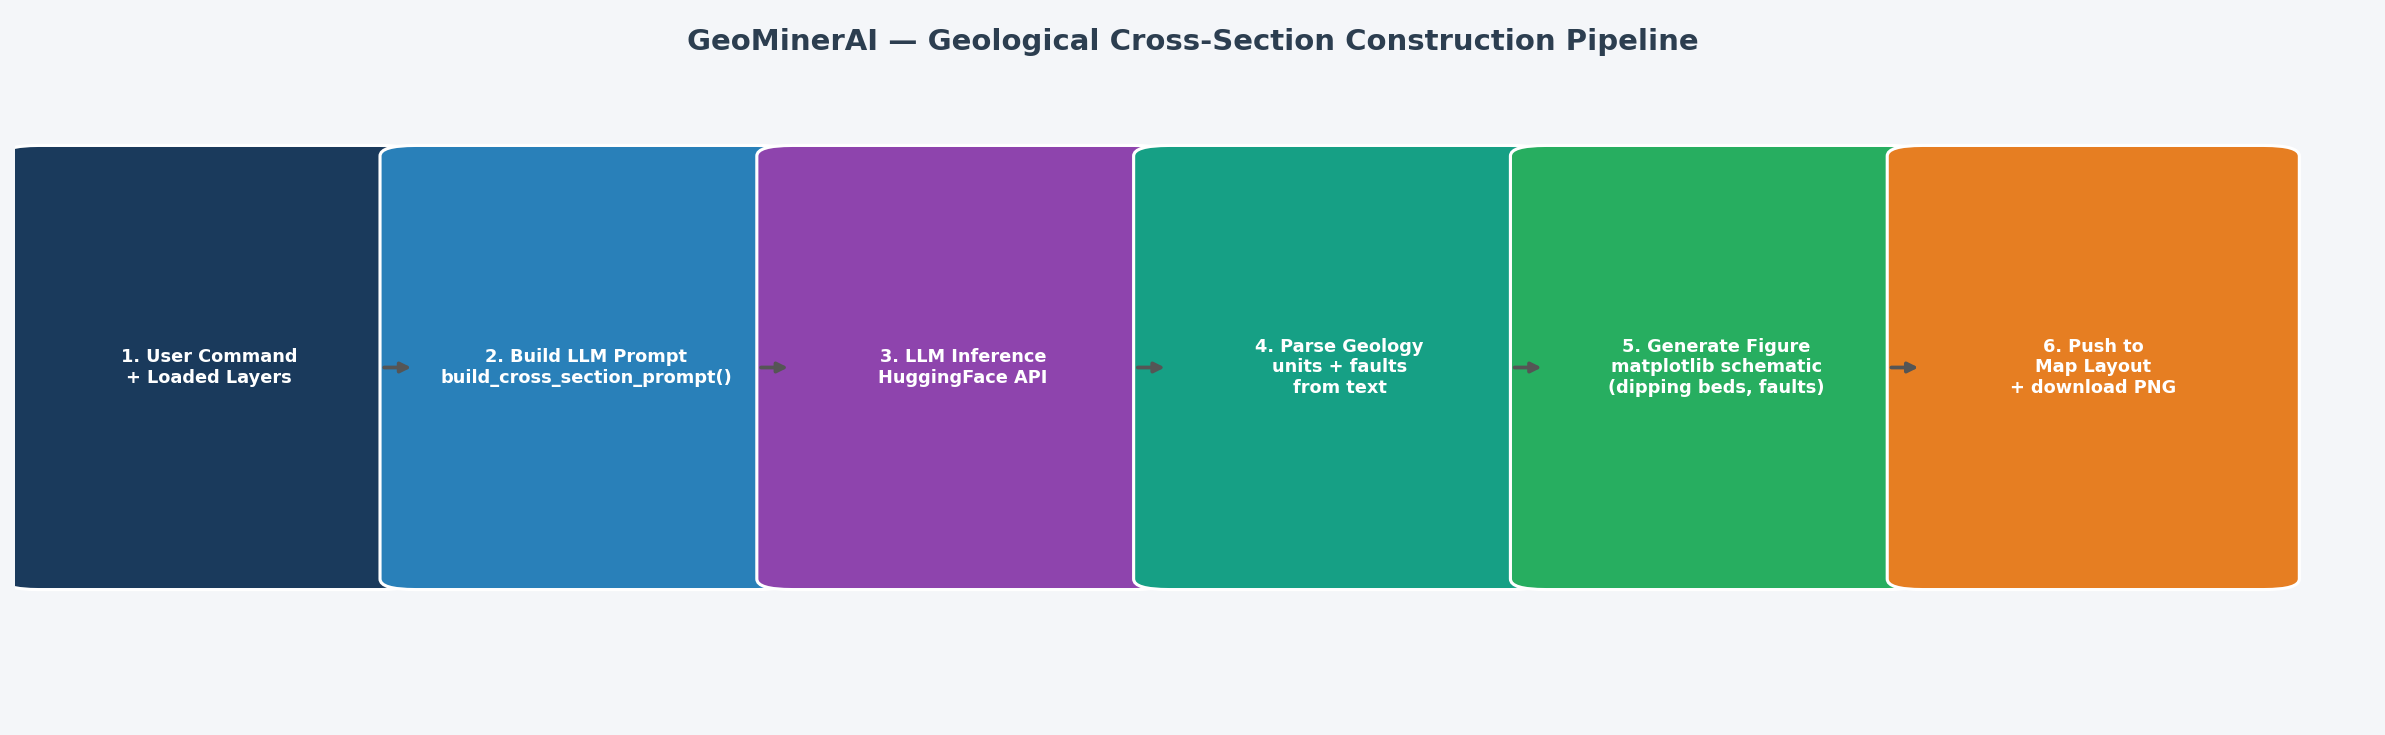 GeoMinerAI — Geological Cross-Section Construction Pipeline
1. User Command
+ Loaded Layers
2. Build LLM Prompt
build_cross_section_prompt()
3. LLM Inference
HuggingFace API
4. Parse Geology
units + faults
from text
5. Generate Figure
matplotlib schematic
(dipping beds, faults)
6. Push to
Map Layout
+ download PNG